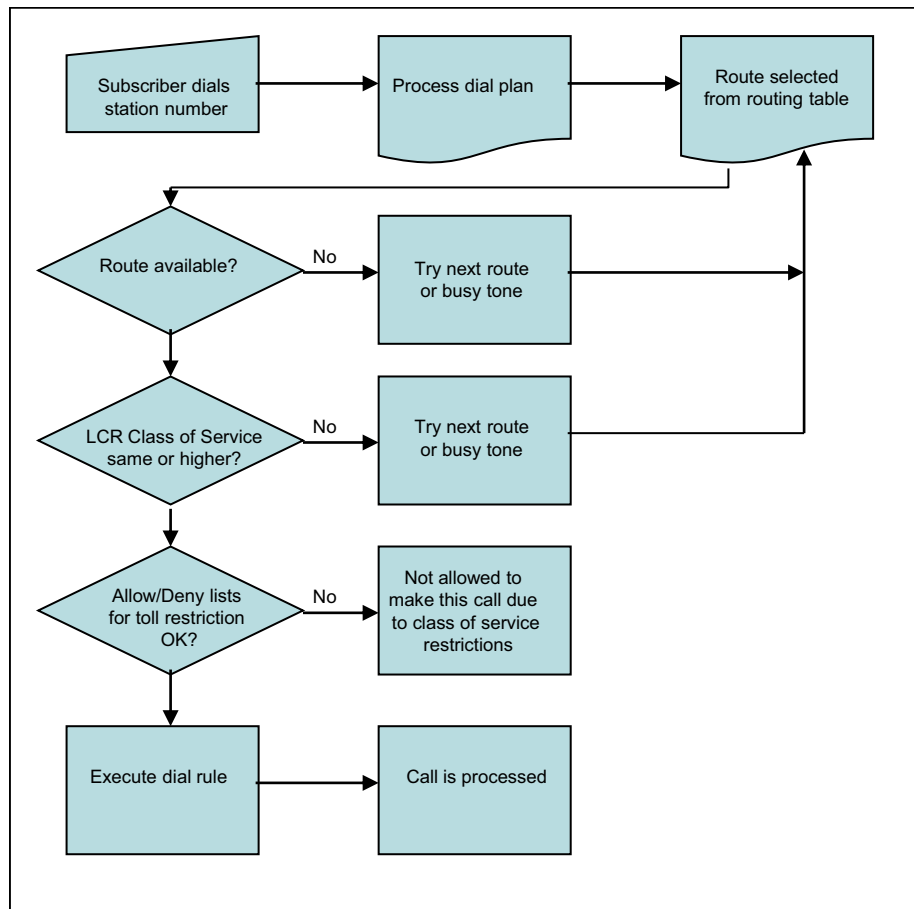 Subscriber dials
station number
Process dial plan
Route selected
from routing table
Route available?
No
Try next route
or busy tone
LCR Class of Service
same or higher?
No
Try next route
or busy tone
Allow/Deny lists
for toll restriction
OK?
No
Not allowed to
make this call due
to class of service
restrictions
Execute dial rule
Call is processed